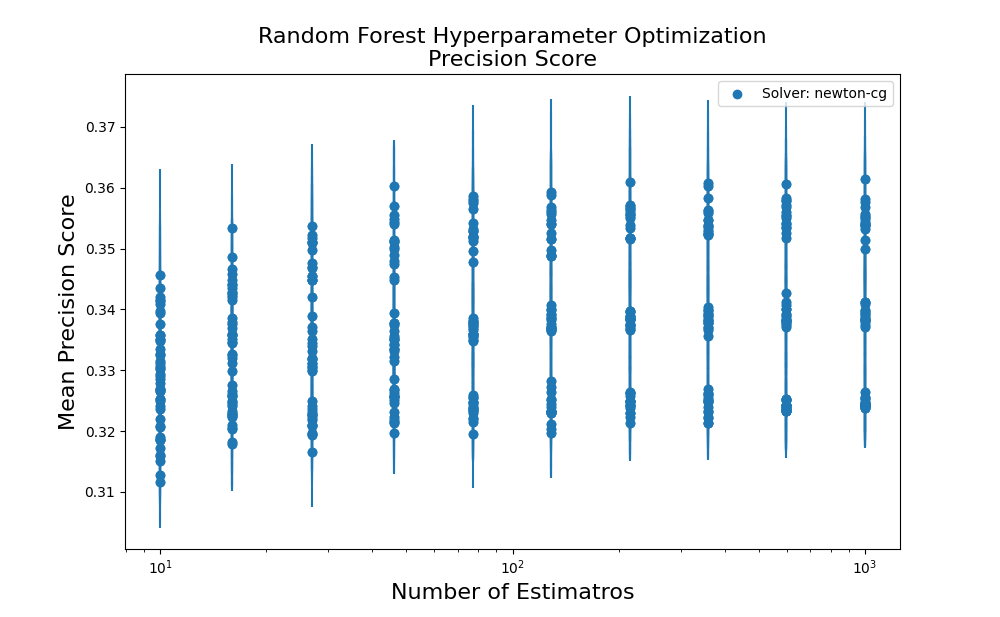 Random Forest Hyperparameter Optimization
Precision Score
Solver: newton-cg
Mean Precision Score
0.37
0.36
0.35
0.34
0.33
0.32
0.31
10¹
10²
10³
Number of Estimatros